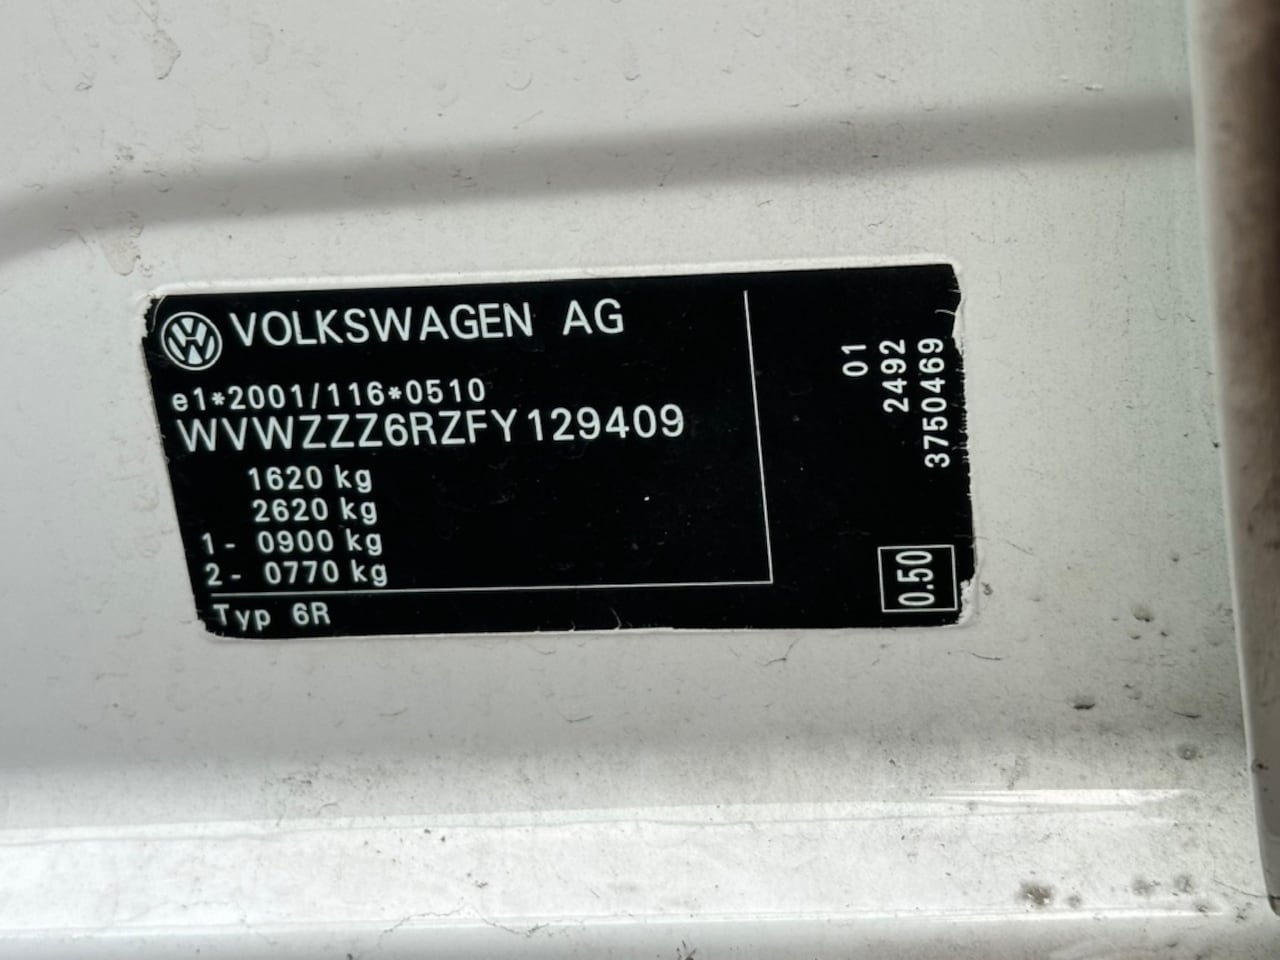 VOLKSWAGEN AG
e1*2001/116*0510
WVWZZZ6RZFY129409
1620 kg
2620 kg
1- 0900 kg
2- 0770 kg
Typ 6R
01
2492
3750469
0.50